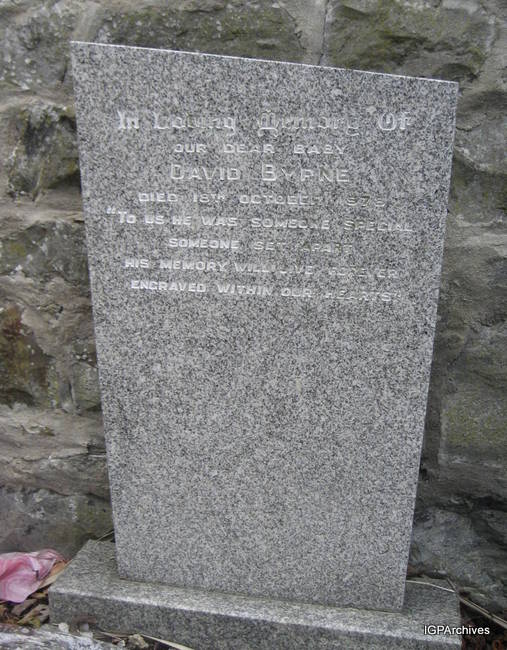 In Loving Memory Of
OUR DEAR BABY
DAVID BYRNE
DIED 18TH OCTOBER
"TO US HE WAS SOMEONE SPECIAL
SOMEONE SET APART
HIS MEMORY WILL LIVE FOREVER
ENGRAVED WITHIN OUR HEARTS"
IGPArchives